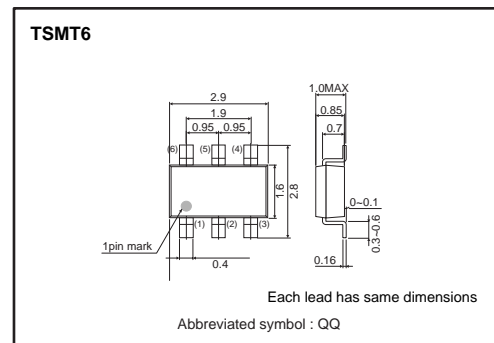 TSMT6
1.0MAX
2.9
0.85
1.9
0.7
0.95 0.95
(6) (5) (4)
1.6
2.8
0~0.1
0.3~0.6
(1) (2) (3)
1pin mark
0.16
0.4
Each lead has same dimensions
Abbreviated symbol : QQ